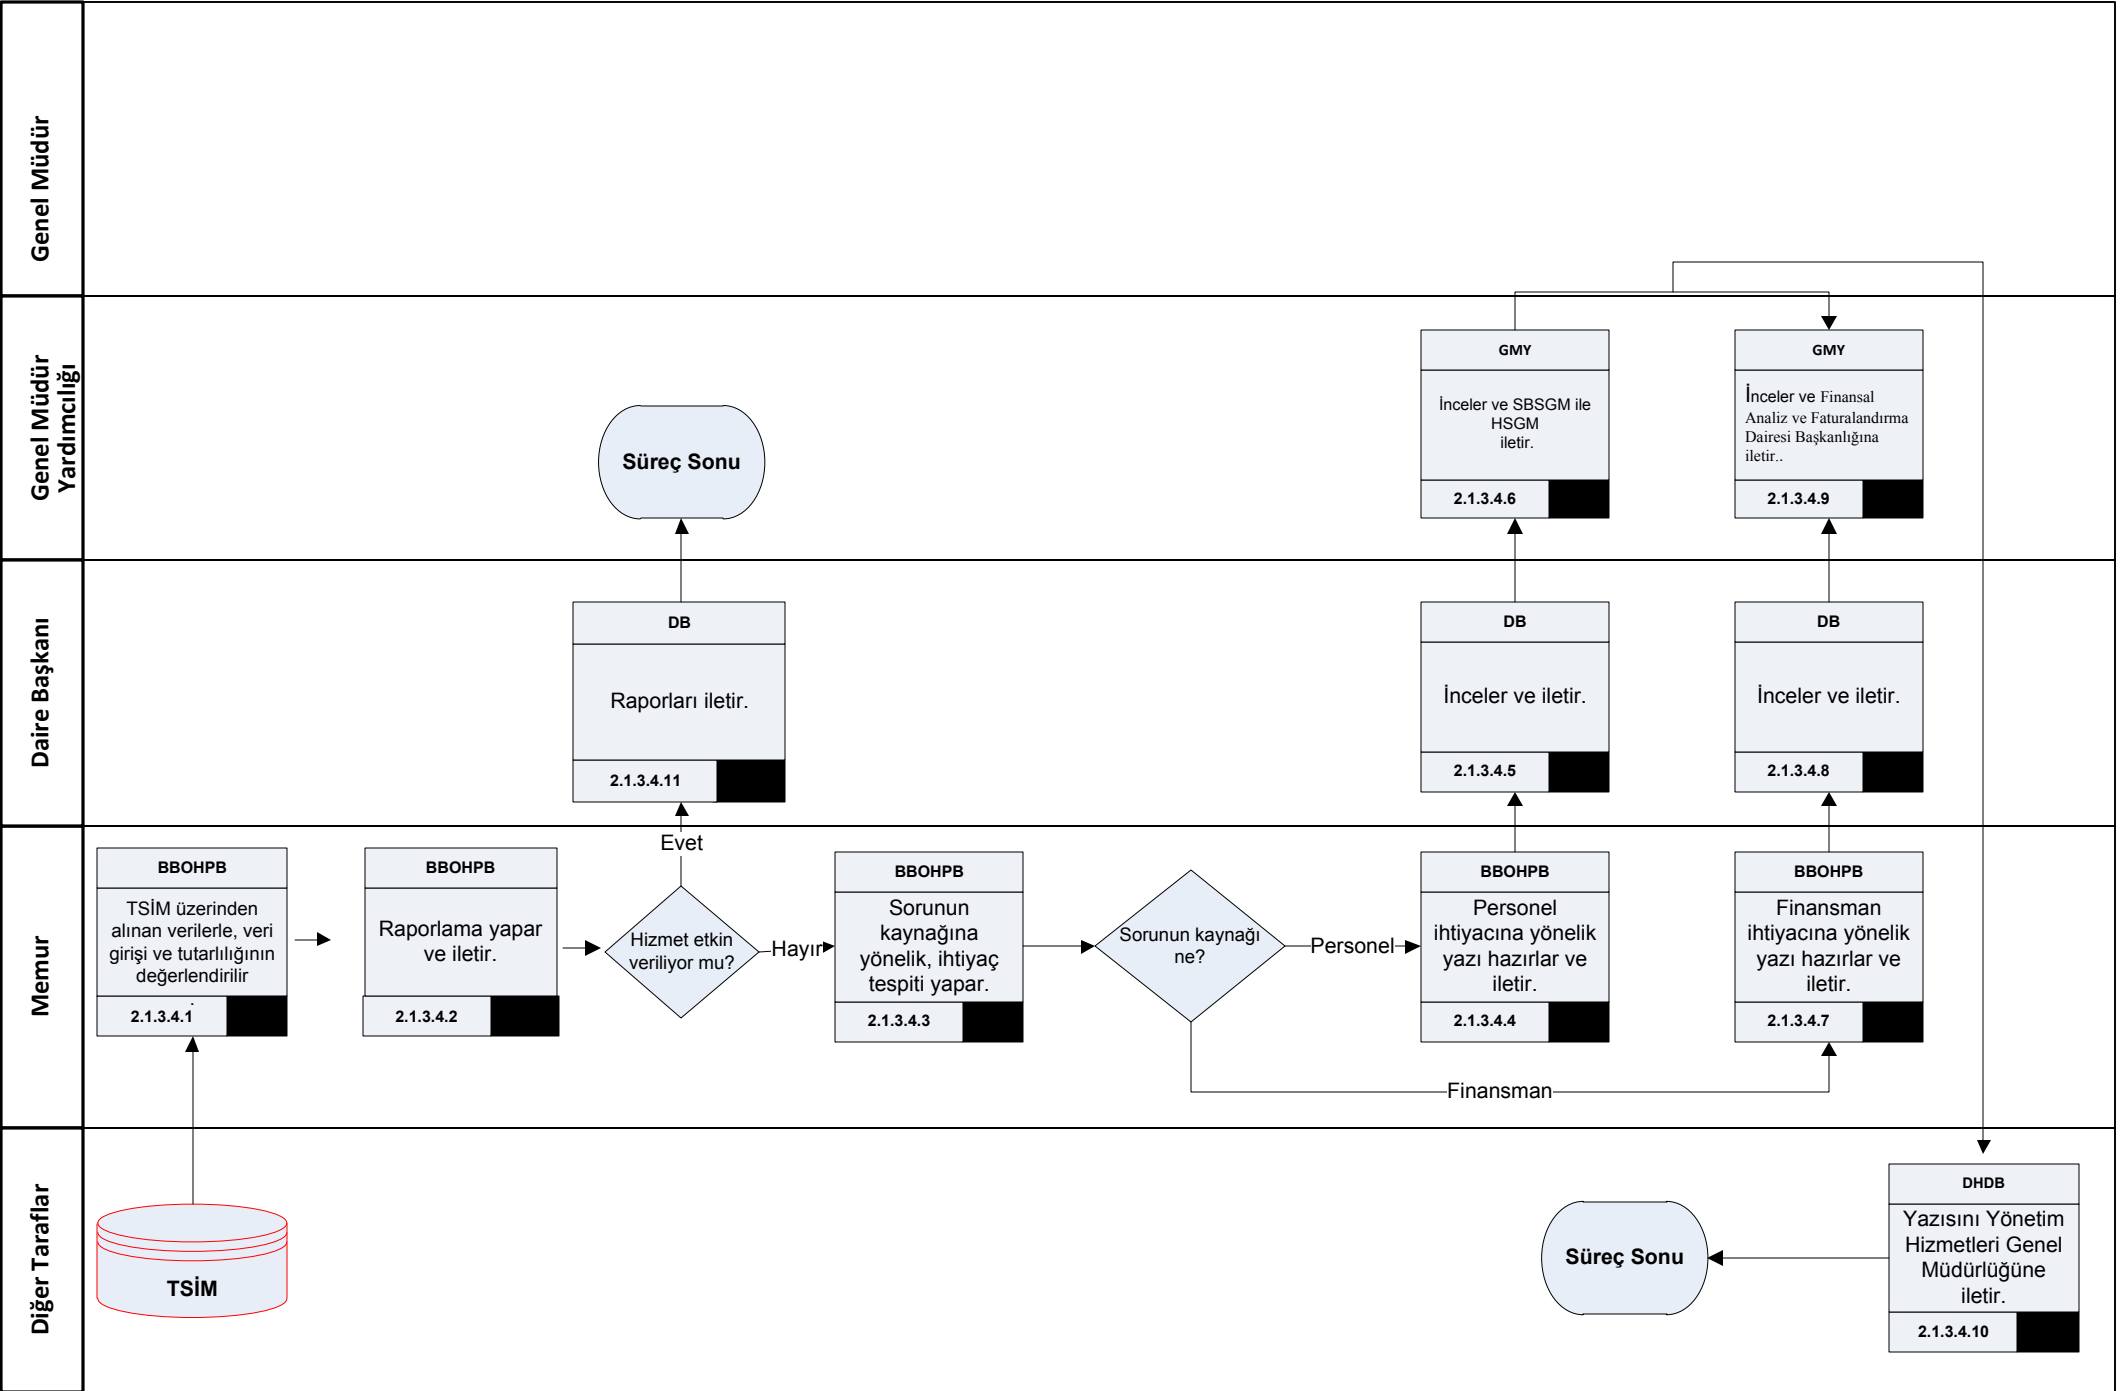 Genel Müdür
Genel Müdür
Yardımcılığı
GMY
İnceler ve SBSGM ile
HSGM
iletir.
2.1.3.4.6
GMY
İnceler ve Finansal
Analiz ve Faturalandırma
Dairesi Başkanlığına
iletir..
2.1.3.4.9
Süreç Sonu
Daire Başkanı
DB
Raporları iletir.
2.1.3.4.11
DB
İnceler ve iletir.
2.1.3.4.5
DB
İnceler ve iletir.
2.1.3.4.8
Memur
BBOHPB
TSİM üzerinden
alınan verilerle, veri
girişi ve tutarlılığının
değerlendirilir
.
2.1.3.4.1
BBOHPB
Raporlama yapar
ve iletir.
2.1.3.4.2
Evet
Hizmet etkin
veriliyor mu?
Hayır
BBOHPB
Sorunun
kaynağına
yönelik, ihtiyaç
tespiti yapar.
2.1.3.4.3
Sorunun kaynağı
ne?
Personel
BBOHPB
Personel
ihtiyacına yönelik
yazı hazırlar ve
iletir.
2.1.3.4.4
BBOHPB
Finansman
ihtiyacına yönelik
yazı hazırlar ve
iletir.
2.1.3.4.7
Finansman
Diğer Taraflar
TSİM
Süreç Sonu
DHDB
Yazısını Yönetim
Hizmetleri Genel
Müdürlüğüne
iletir.
2.1.3.4.10